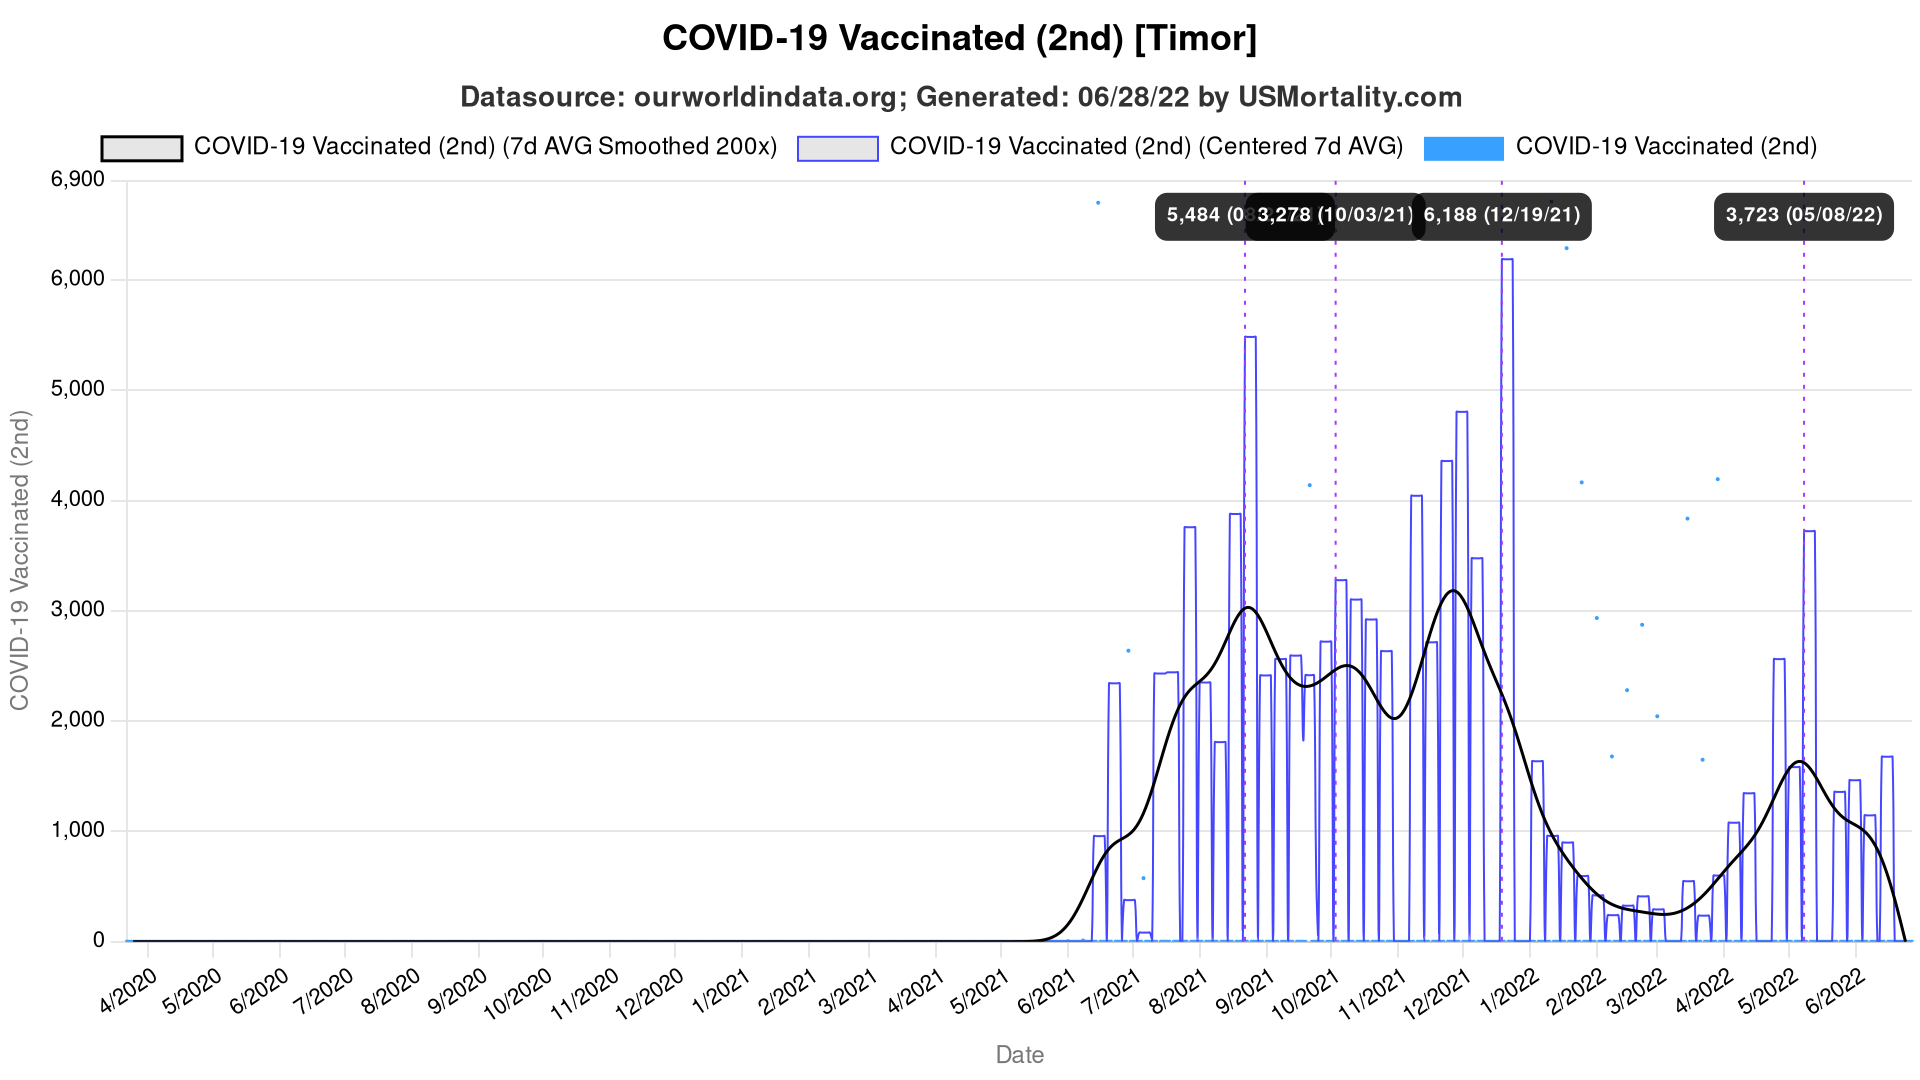 COVID-19 Vaccinated (2nd) [Timor]
Datasource: ourworldindata.org; Generated: 06/28/22 by USMortality.com
COVID-19 Vaccinated (2nd) (7d AVG Smoothed 200x) COVID-19 Vaccinated (2nd) (Centered 7d AVG) COVID-19 Vaccinated (2nd)
5,484 3,278 (10/03/21) 6,188 (12/19/21) 3,723 (05/08/22)
6,900
6,000
5,000
4,000
3,000
2,000
1,000
0
COVID-19 Vaccinated (2nd)
4/2020 5/2020 6/2020 7/2020 8/2020 9/2020 10/2020 11/2020 12/2020 1/2021 2/2021 3/2021 4/2021 5/2021 6/2021 7/2021 8/2021 9/2021 10/2021 11/2021 12/2021 1/2022 2/2022 3/2022 4/2022 5/2022 6/2022
Date